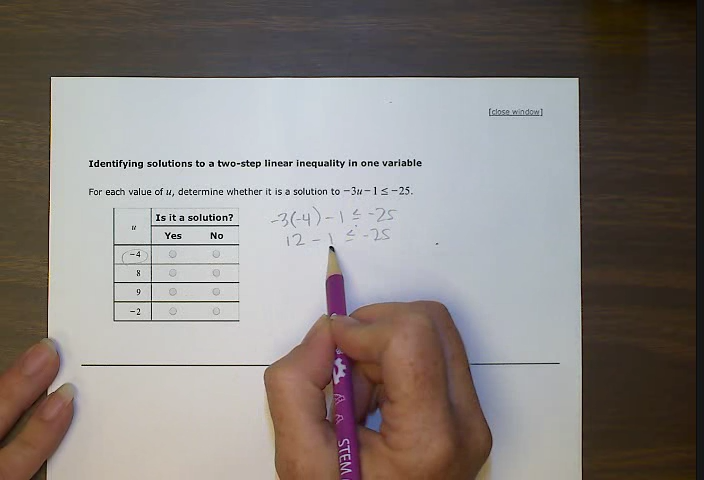 [close window]
Identifying solutions to a two-step linear inequality in one variable
For each value of u, determine whether it is a solution to −3u−1≤−25.
u Is it a solution?
Yes No
−4
8
9
−2
-3(-4)-1 ≤ -25
12 - 1 ≤ -25
STEM